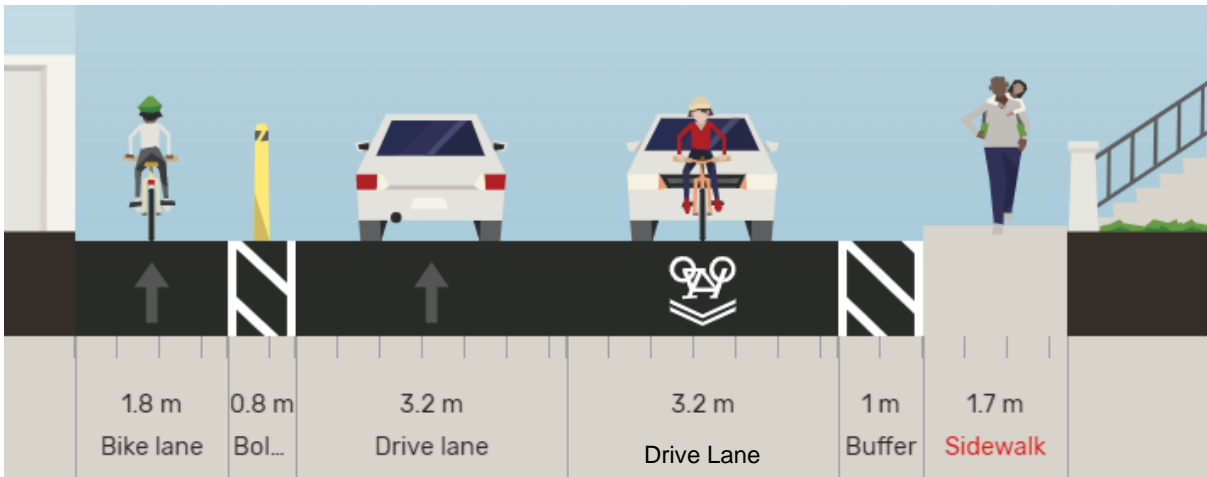 1.8 m
0.8 m
3.2 m
3.2 m
1 m
1.7 m
Bike lane
Bol...
Drive lane
Drive Lane
Buffer
Sidewalk